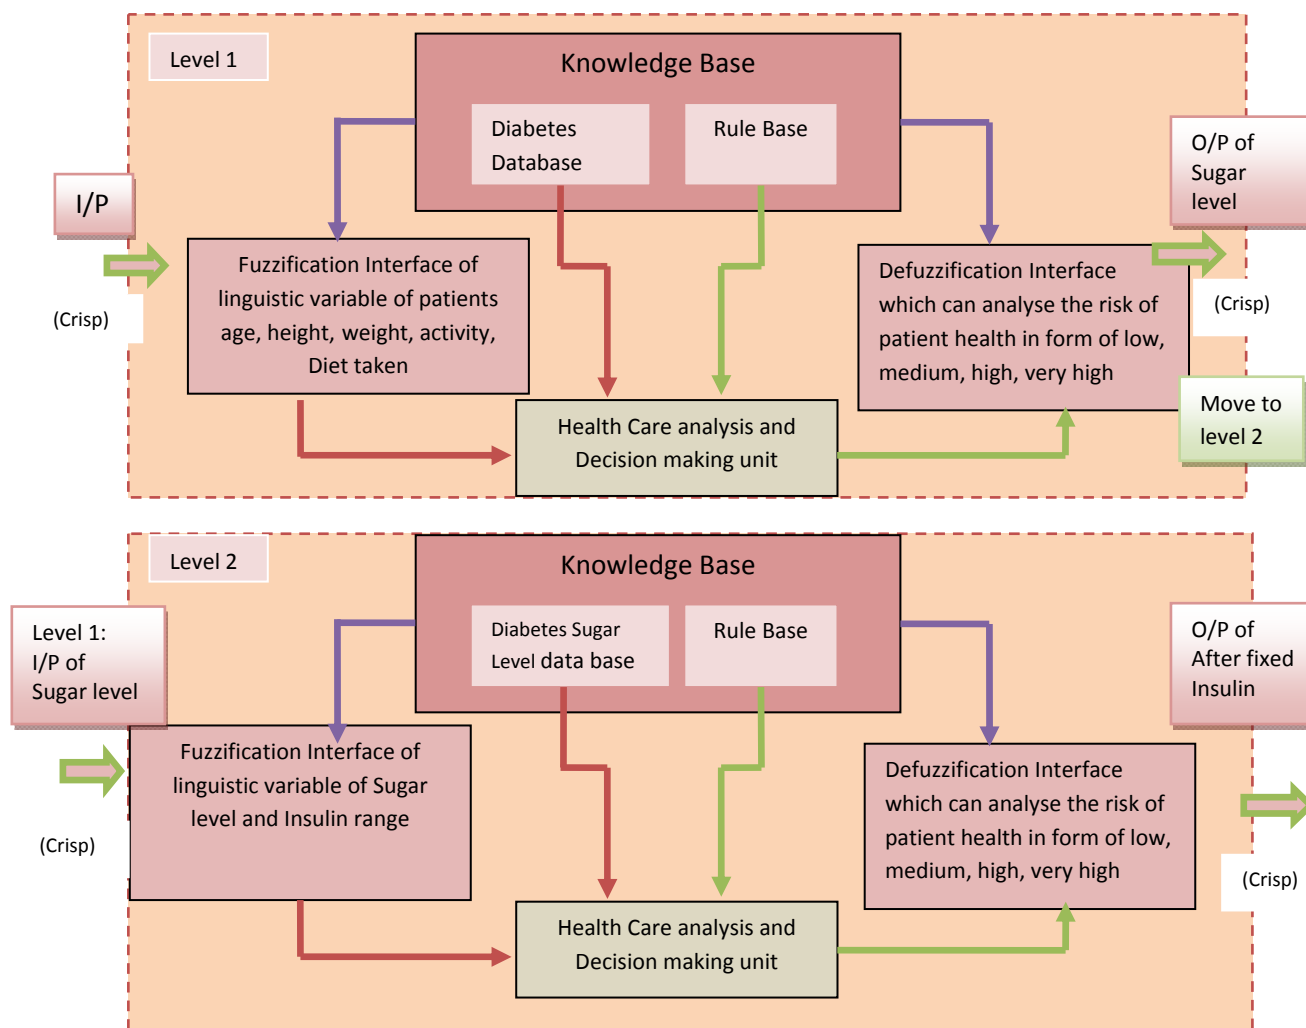 Level 1
Knowledge Base
Diabetes
Database
Rule Base
O/P of
Sugar
level
I/P
(Crisp)
Fuzzification Interface of
linguistic variable of patients
age, height, weight, activity,
Diet taken
Defuzzification Interface
which can analyse the risk of
patient health in form of low,
medium, high, very high
(Crisp)
Health Care analysis and
Decision making unit
Move to
level 2
Level 2
Knowledge Base
Diabetes Sugar
Level data base
Rule Base
Level 1:
I/P of
Sugar level
O/P of
After fixed
Insulin
(Crisp)
Fuzzification Interface of
linguistic variable of Sugar
level and Insulin range
Defuzzification Interface
which can analyse the risk of
patient health in form of low,
medium, high, very high
(Crisp)
Health Care analysis and
Decision making unit